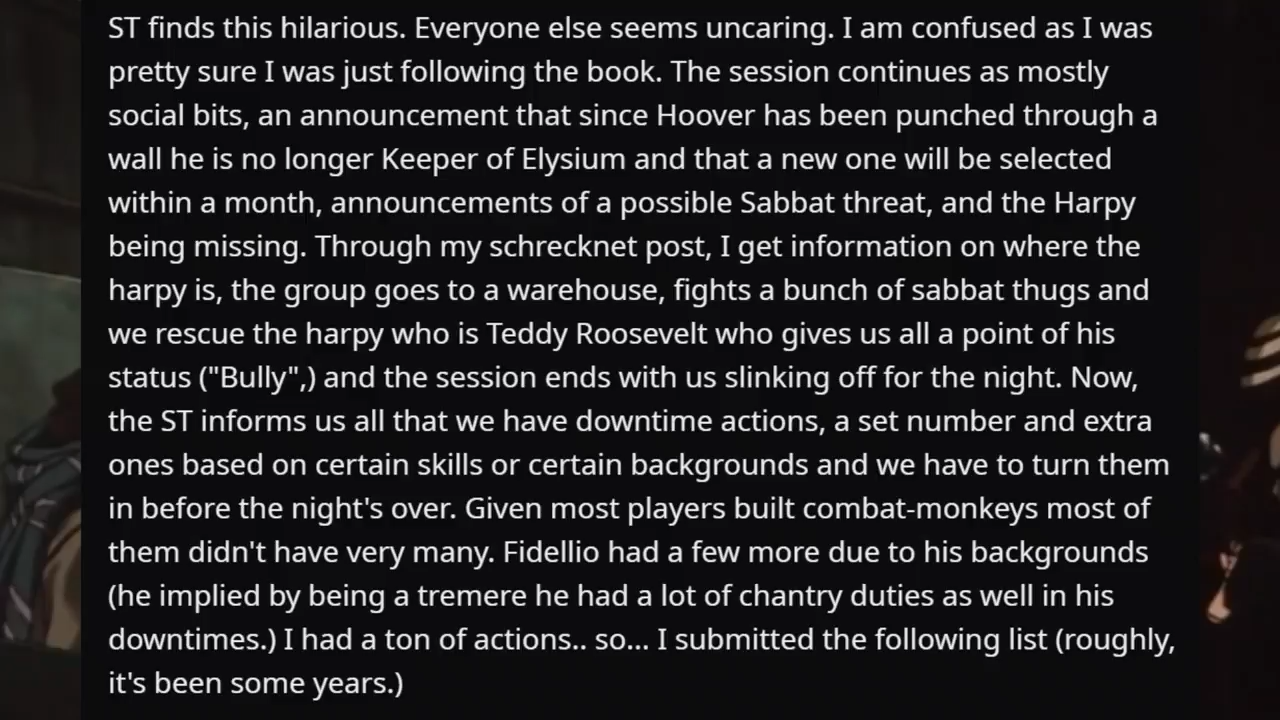 ST finds this hilarious. Everyone else seems uncaring. I am confused as I was
pretty sure I was just following the book. The session continues as mostly
social bits, an announcement that since Hoover has been punched through a
wall he is no longer Keeper of Elysium and that a new one will be selected
within a month, announcements of a possible Sabbat threat, and the Harpy
being missing. Through my schrecknet post, I get information on where the
harpy is, the group goes to a warehouse, fights a bunch of sabbat thugs and
we rescue the harpy who is Teddy Roosevelt who gives us all a point of his
status ("Bully",) and the session ends with us slinking off for the night. Now,
the ST informs us all that we have downtime actions, a set number and extra
ones based on certain skills or certain backgrounds and we have to turn them
in before the night's over. Given most players built combat-monkeys most of
them didn't have very many. Fidellio had a few more due to his backgrounds
(he implied by being a tremere he had a lot of chantry duties as well in his
downtimes.) I had a ton of actions.. so... I submitted the following list (roughly,
it's been some years.)